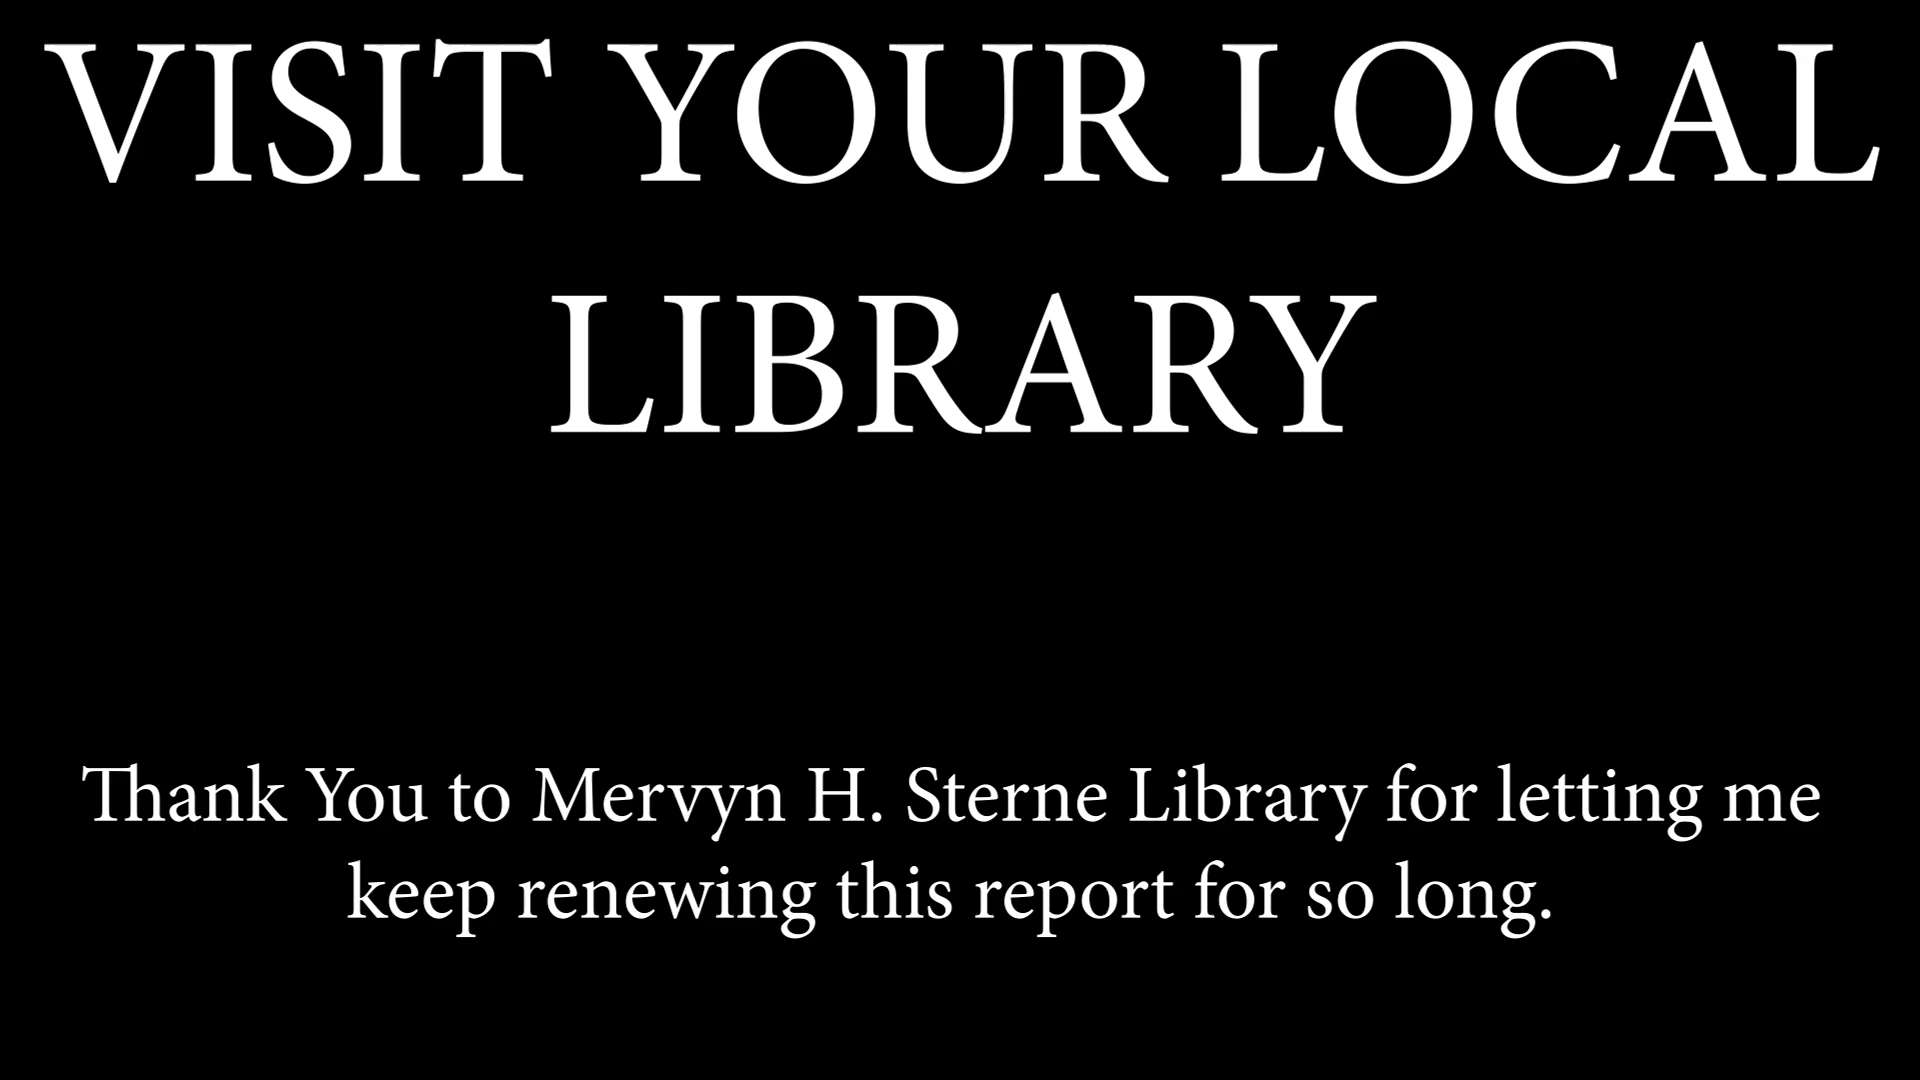 VISIT YOUR LOCAL
LIBRARY
Thank You to Mervyn H. Sterne Library for letting me
keep renewing this report for so long.